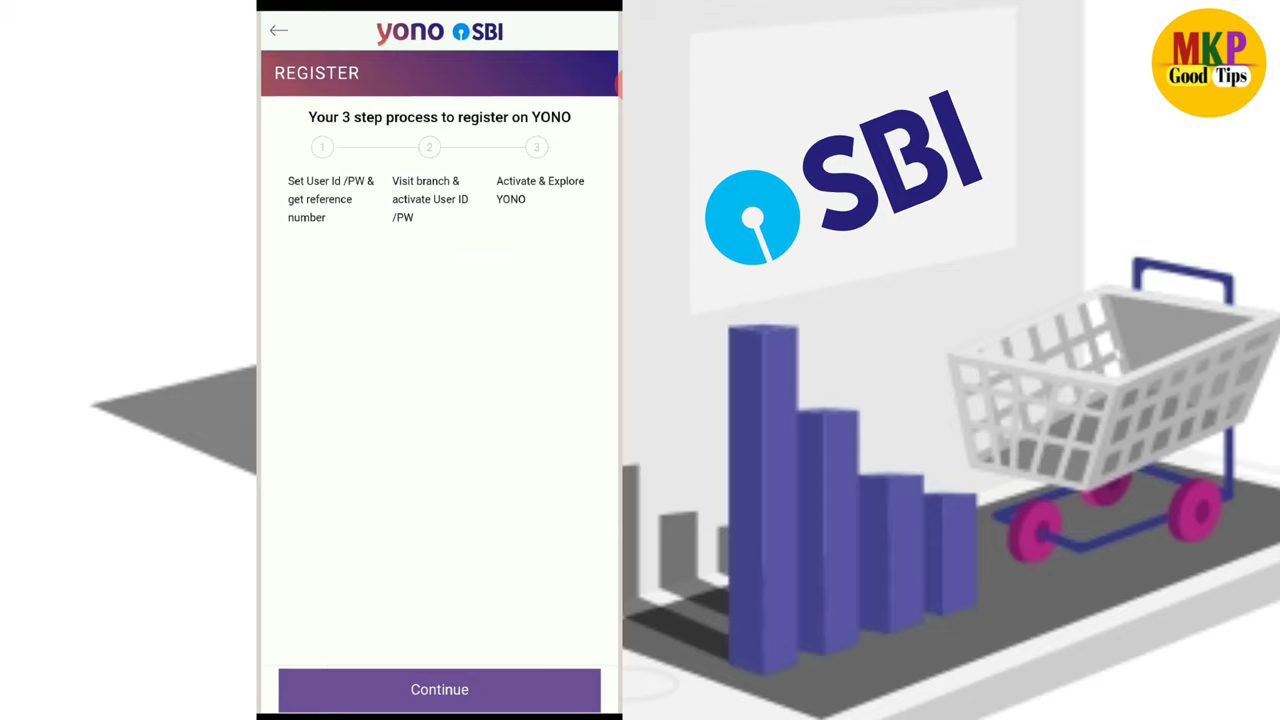 yono SBI
REGISTER
Your 3 step process to register on YONO
1 2 3
Set User Id /PW &
get reference
number
Visit branch &
activate User ID
/PW
Activate & Explore
YONO
Continue
SBI
MKP
Good Tips